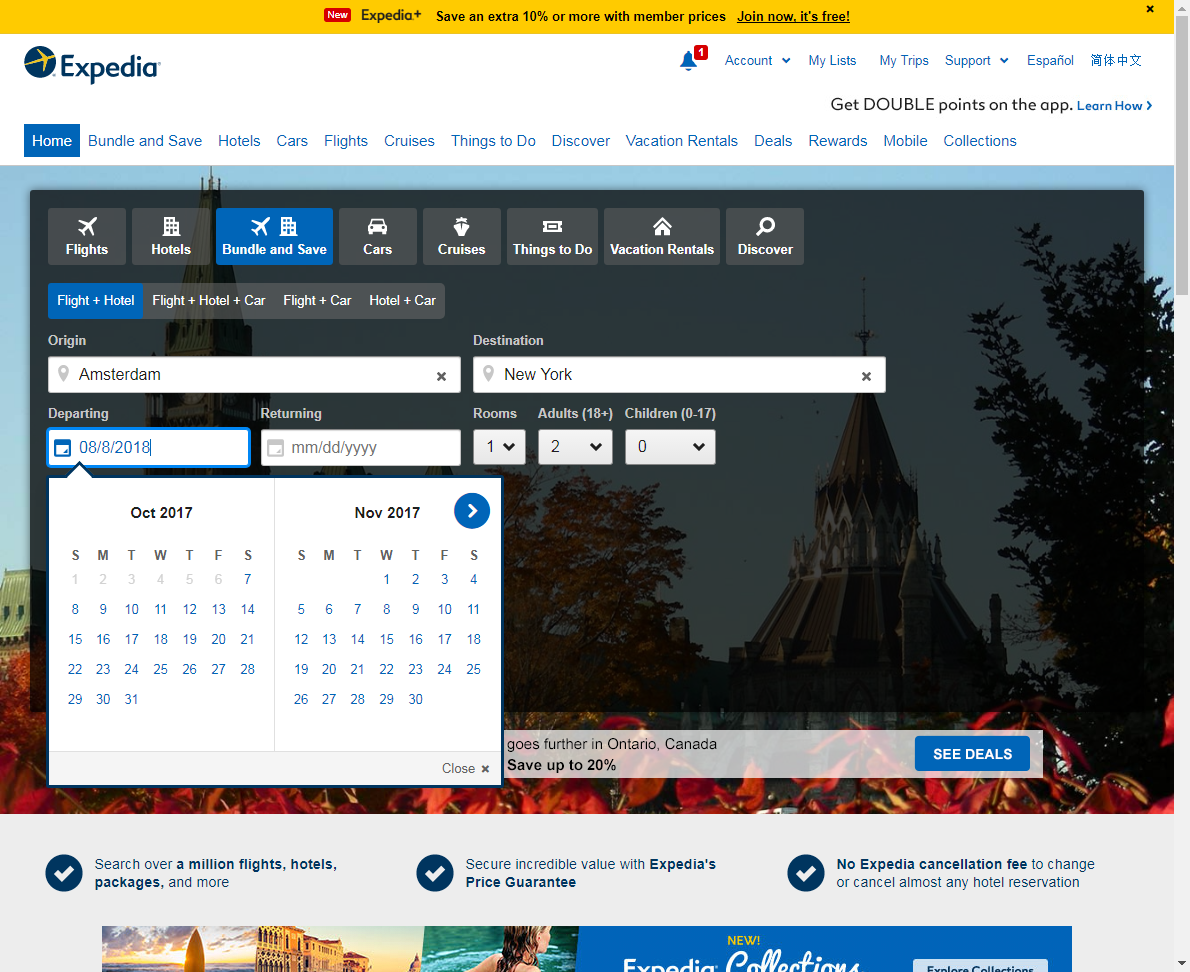 New Expedia+ Save an extra 10% or more with member prices Join now, it's free! ×
Expedia
1 Account My Lists My Trips Support Español 简体中文
Get DOUBLE points on the app. Learn How ›
Home Bundle and Save Hotels Cars Flights Cruises Things to Do Discover Vacation Rentals Deals Rewards Mobile Collections
Flights Hotels Bundle and Save Cars Cruises Things to Do Vacation Rentals Discover
Flight + Hotel Flight + Hotel + Car Flight + Car Hotel + Car
Origin Destination
Amsterdam × New York ×
Departing Returning Rooms Adults (18+) Children (0-17)
08/8/2018 mm/dd/yyyy 1 2 0
Oct 2017 Nov 2017
S M T W T F S S M T W T F S
1 2 3 4 5 6 7 1 2 3 4
8 9 10 11 12 13 14 5 6 7 8 9 10 11
15 16 17 18 19 20 21 12 13 14 15 16 17 18
22 23 24 25 26 27 28 19 20 21 22 23 24 25
29 30 31 26 27 28 29 30
Close ×
goes further in Ontario, Canada
Save up to 20%
SEE DEALS
Search over a million flights, hotels,
packages, and more
Secure incredible value with Expedia's
Price Guarantee
No Expedia cancellation fee to change
or cancel almost any hotel reservation
NEW!
Expedia Collections
Explore Collections